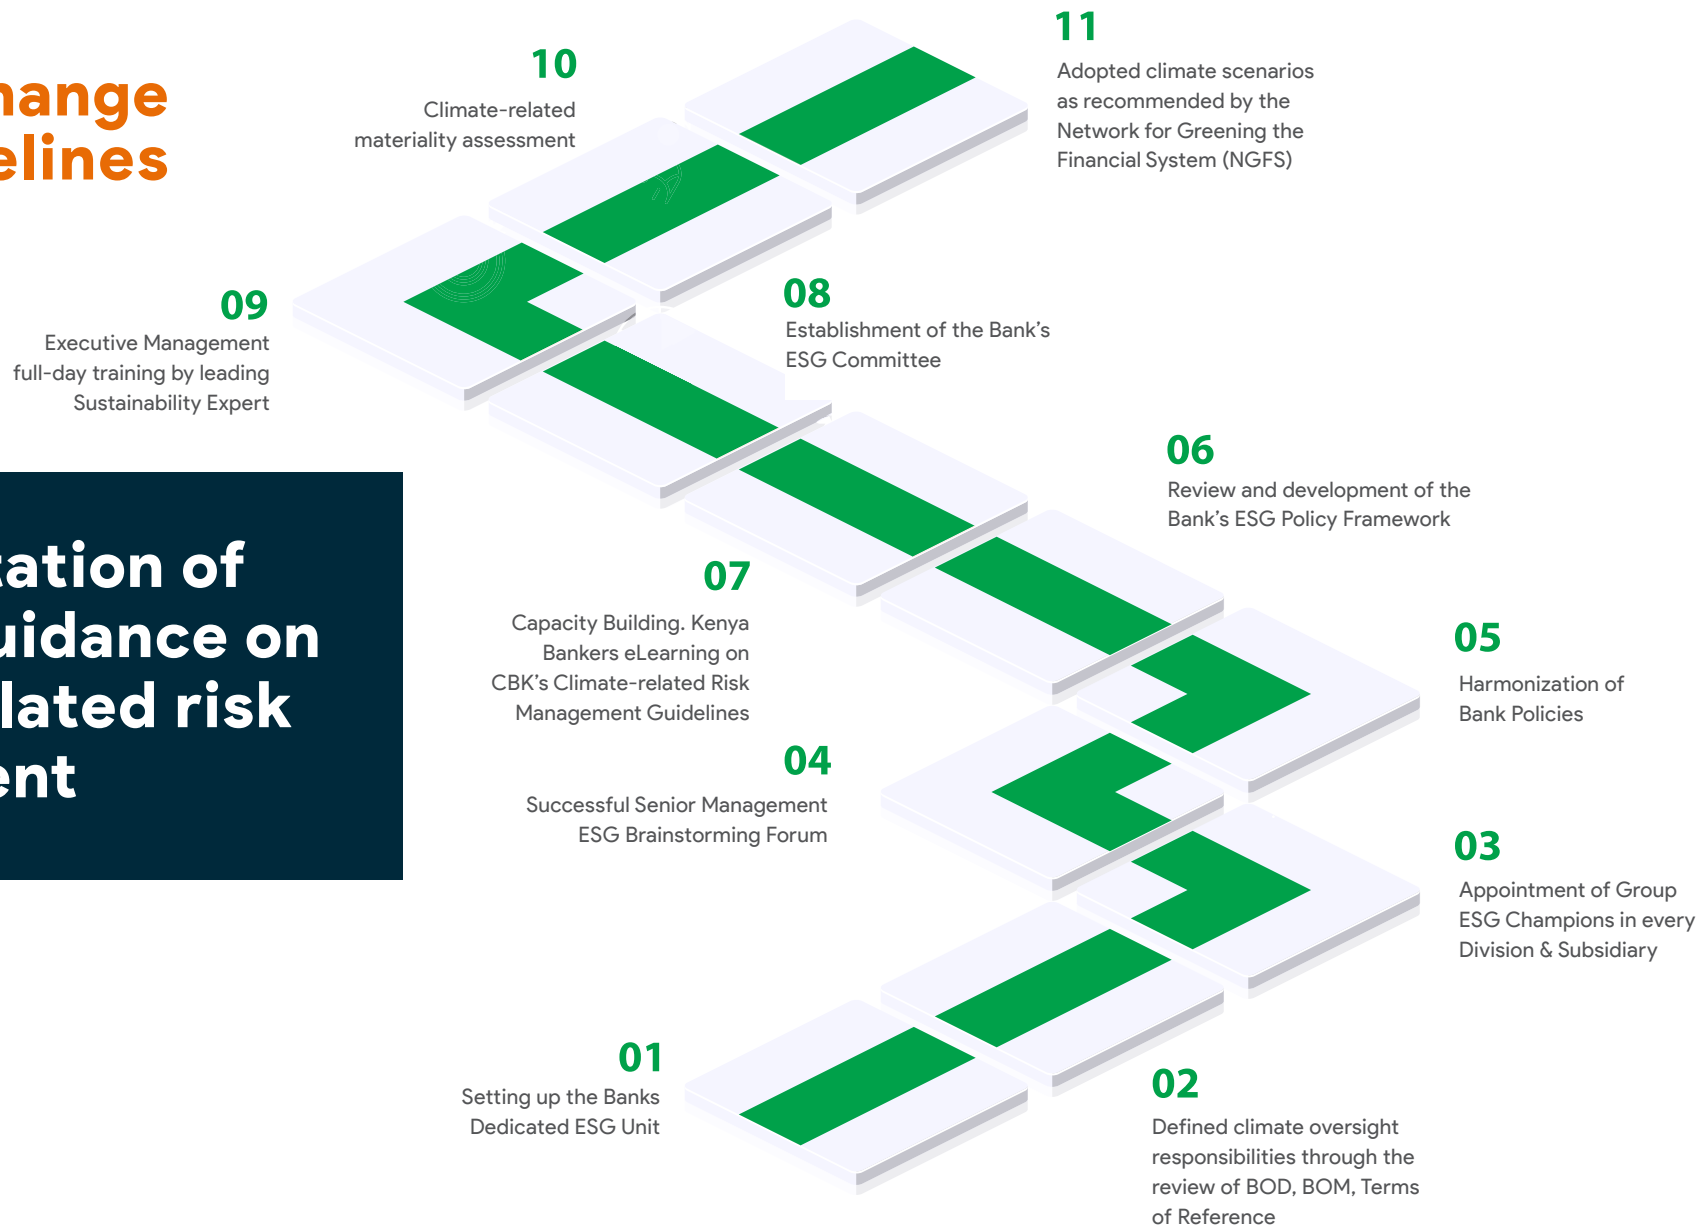 hange
elines
tation of
uidance on
lated risk
ent
11
Adopted climate scenarios
as recommended by the
Network for Greening the
Financial System (NGFS)
10
Climate-related
materiality assessment
09
Executive Management
full-day training by leading
Sustainability Expert
08
Establishment of the Bank’s
ESG Committee
07
Capacity Building. Kenya
Bankers eLearning on
CBK’s Climate-related Risk
Management Guidelines
06
Review and development of the
Bank’s ESG Policy Framework
05
Harmonization of
Bank Policies
04
Successful Senior Management
ESG Brainstorming Forum
03
Appointment of Group
ESG Champions in every
Division & Subsidiary
01
Setting up the Banks
Dedicated ESG Unit
02
Defined climate oversight
responsibilities through the
review of BOD, BOM, Terms
of Reference